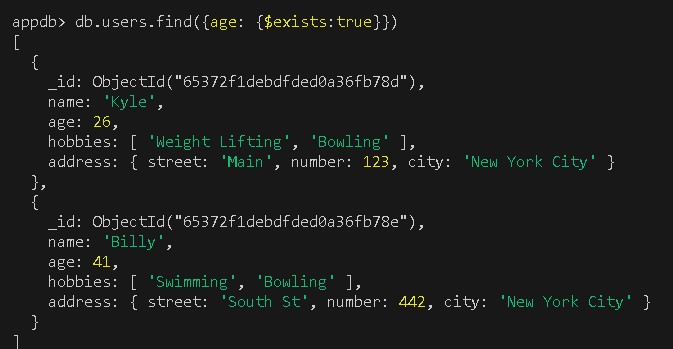 appdb> db.users.find({age: {$exists:true}})
[
  {
    _id: ObjectId("65372f1debdfded0a36fb78d"),
    name: 'Kyle',
    age: 26,
    hobbies: [ 'Weight Lifting', 'Bowling' ],
    address: { street: 'Main', number: 123, city: 'New York City' }
  },
  {
    _id: ObjectId("65372f1debdfded0a36fb78e"),
    name: 'Billy',
    age: 41,
    hobbies: [ 'Swimming', 'Bowling' ],
    address: { street: 'South St', number: 442, city: 'New York City' }
  }
]